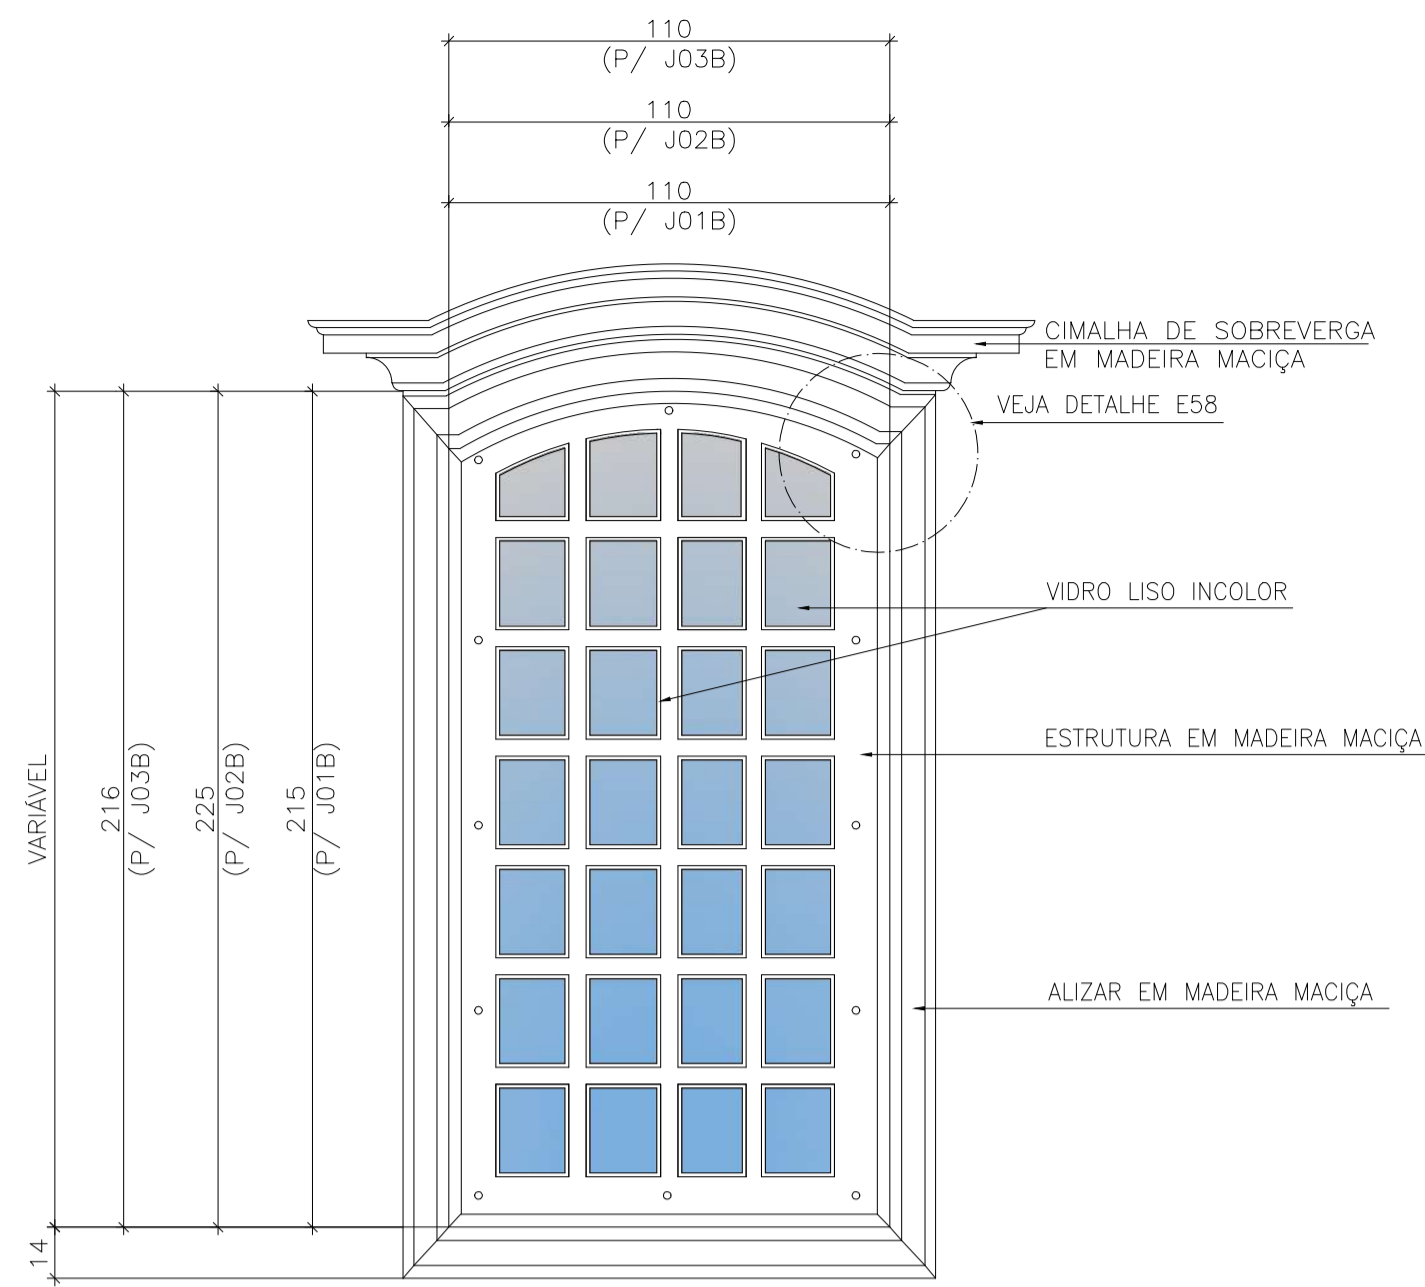 110
(P/ J03B)
110
(P/ J02B)
110
(P/ J01B)
CIMALHA DE SOBREVERGA
EM MADEIRA MACIÇA
VEJA DETALHE E58
VIDRO LISO INCOLOR
ESTRUTURA EM MADEIRA MACIÇA
ALIZAR EM MADEIRA MACIÇA
VARIÁVEL
216
(P/ J03B)
225
(P/ J02B)
215
(P/ J01B)
14